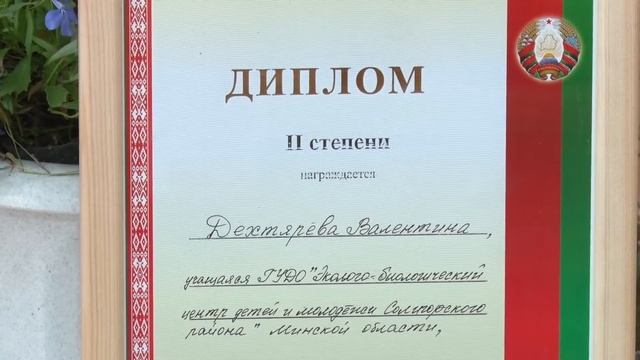 ДИПЛОМ
II степени
награждается
Дехтярёва Валентина,
учащаяся ГУДО "Эколого-биологический
центр детей и молодёжи Солигорского
района" Минской области,